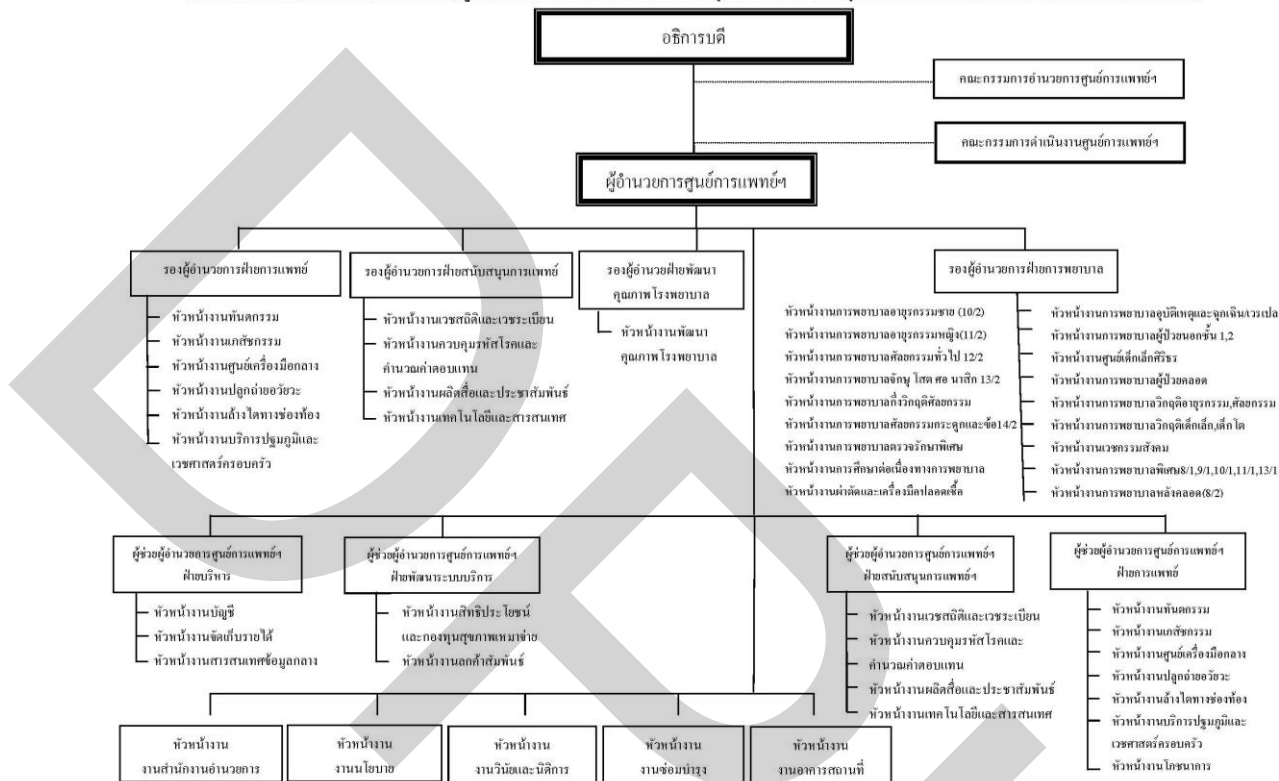 อธิการบดี
คณะกรรมการอำนวยการศูนย์การแพทย์ฯ
คณะกรรมการดำเนินงานศูนย์การแพทย์ฯ
ผู้อำนวยการศูนย์การแพทย์ฯ
รองผู้อำนวยการฝ่ายการแพทย์
หัวหน้างานทันตกรรม
หัวหน้างานเภสัชกรรม
หัวหน้างานศูนย์เครื่องมือกลาง
หัวหน้างานปลูกถ่ายอวัยวะ
หัวหน้างานล้างไตทางช่องท้อง
หัวหน้างานบริการปฐมภูมิและ
เวชศาสตร์ครอบครัว
รองผู้อำนวยการฝ่ายสนับสนุนการแพทย์
หัวหน้างานเวชสถิติและเวชระเบียน
หัวหน้างานควบคุมรหัสโรคและ
คำนวณค่าตอบแทน
หัวหน้างานผลิตสื่อและประชาสัมพันธ์
หัวหน้างานเทคโนโลยีและสารสนเทศ
รองผู้อำนวยฝ่ายพัฒนา
คุณภาพโรงพยาบาล
หัวหน้างานพัฒนา
คุณภาพโรงพยาบาล
รองผู้อำนวยการฝ่ายการพยาบาล
หัวหน้างานการพยาบาลอายุรกรรมชาย (10/2)
หัวหน้างานการพยาบาลอายุรกรรมหญิง(11/2)
หัวหน้างานการพยาบาลศัลยกรรมทั่วไป 12/2
หัวหน้างานการพยาบาลจักษุ โสต ศอ นาสิก 13/2
หัวหน้างานการพยาบาลกึ่งวิกฤติศัลยกรรม
หัวหน้างานการพยาบาลศัลยกรรมกระดูกและข้อ14/2
หัวหน้างานการพยาบาลตรวจรักษาพิเศษ
หัวหน้างานการศึกษาต่อเนื่องทางการพยาบาล
หัวหน้างานผ่าตัดและเครื่องมือปลอดเชื้อ
หัวหน้างานการพยาบาลอุบัติเหตุและฉุกเฉิน/เวรเปล
หัวหน้างานการพยาบาลผู้ป่วยนอกชั้น 1,2
หัวหน้างานศูนย์เด็กเล็กศิริธร
หัวหน้างานการพยาบาลผู้ป่วยคลอด
หัวหน้างานการพยาบาลวิกฤติอายุรกรรม,ศัลยกรรม
หัวหน้างานการพยาบาลวิกฤติเด็กเล็ก,เด็กโต
หัวหน้างานเวชกรรมสังคม
หัวหน้างานการพยาบาลพิเศษ8/1,9/1,10/1,11/1,13/1
หัวหน้างานการพยาบาลหลังคลอด(8/2)
ผู้ช่วยผู้อำนวยการศูนย์การแพทย์ฯ
ฝ่ายบริหาร
หัวหน้างานบัญชี
หัวหน้างานจัดเก็บรายได้
หัวหน้างานสารสนเทศข้อมูลกลาง
ผู้ช่วยผู้อำนวยการศูนย์การแพทย์ฯ
ฝ่ายพัฒนาระบบบริการ
หัวหน้างานสิทธิประโยชน์
และกองทุนสุขภาพเหมาจ่าย
หัวหน้างานลูกค้าสัมพันธ์
ผู้ช่วยผู้อำนวยการศูนย์การแพทย์ฯ
ฝ่ายสนับสนุนการแพทย์ฯ
หัวหน้างานเวชสถิติและเวชระเบียน
หัวหน้างานควบคุมรหัสโรคและ
คำนวณค่าตอบแทน
หัวหน้างานผลิตสื่อและประชาสัมพันธ์
หัวหน้างานเทคโนโลยีและสารสนเทศ
ผู้ช่วยผู้อำนวยการศูนย์การแพทย์ฯ
ฝ่ายการแพทย์
หัวหน้างานทันตกรรม
หัวหน้างานเภสัชกรรม
หัวหน้างานศูนย์เครื่องมือกลาง
หัวหน้างานปลูกถ่ายอวัยวะ
หัวหน้างานล้างไตทางช่องท้อง
หัวหน้างานบริการปฐมภูมิและ
เวชศาสตร์ครอบครัว
หัวหน้างานโภชนาการ
หัวหน้างาน
งานสำนักงานอำนวยการ
หัวหน้างาน
งานนโยบาย
หัวหน้างาน
งานวินัยและนิติการ
หัวหน้างาน
งานซ่อมบำรุง
หัวหน้างาน
งานอาคารสถานที่